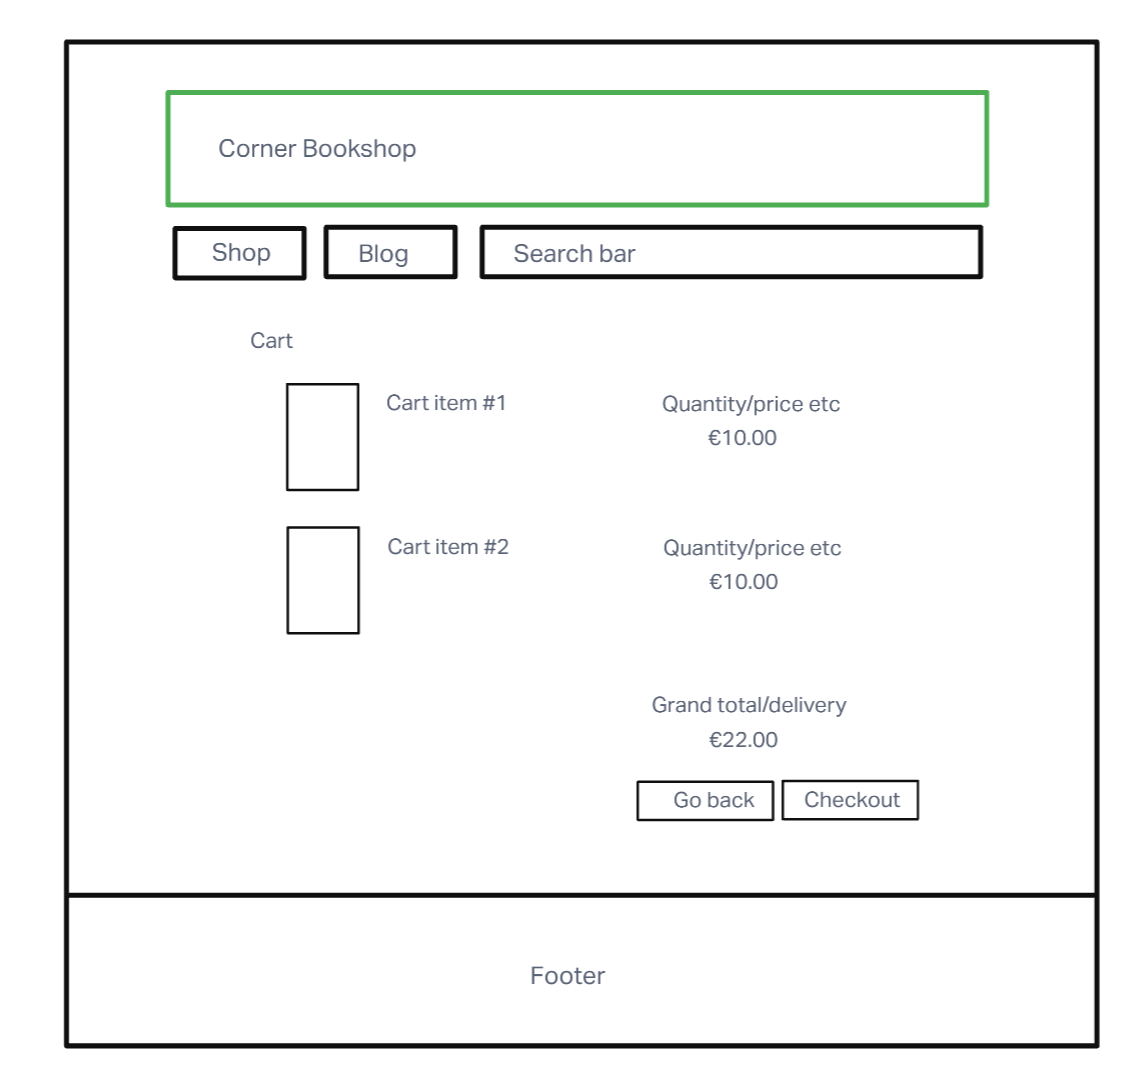 Corner Bookshop
Shop
Blog
Search bar
Cart
Cart item #1
Quantity/price etc
€10.00
Cart item #2
Quantity/price etc
€10.00
Grand total/delivery
€22.00
Go back
Checkout
Footer